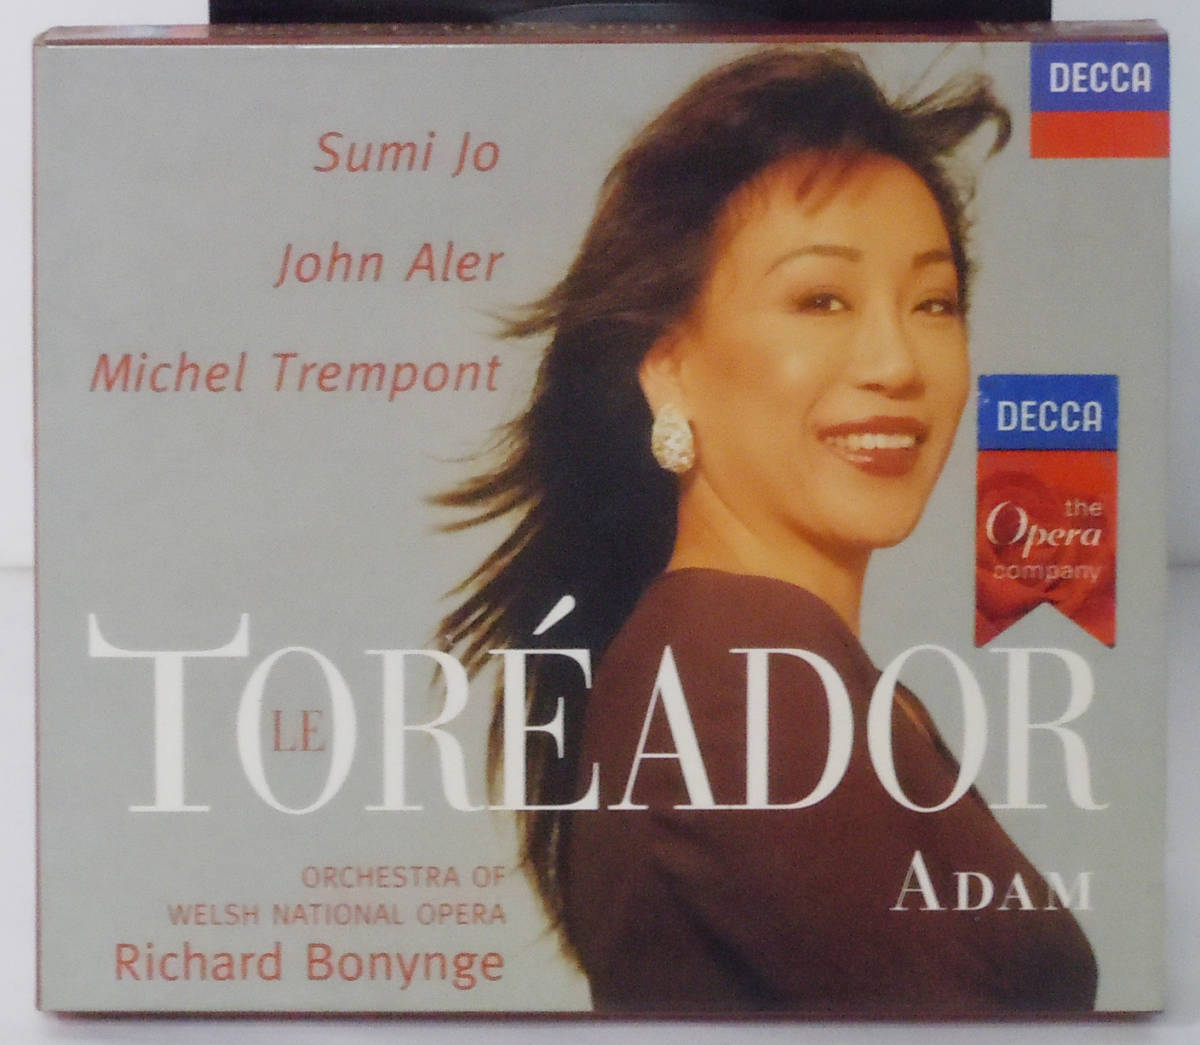 DECCA
Sumi Jo
John Aler
Michel Trempont
DECCA
the
Opera
company
LE
TORÉADOR
ADAM
ORCHESTRA OF
WELSH NATIONAL OPERA
Richard Bonynge